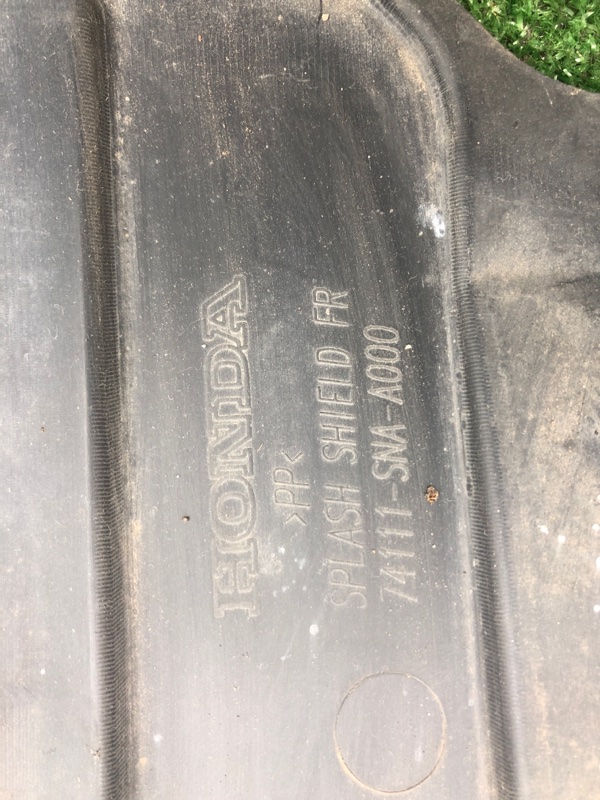 HONDA
>PP<
SPLASH SHIELD FR
74111-SNA-A000